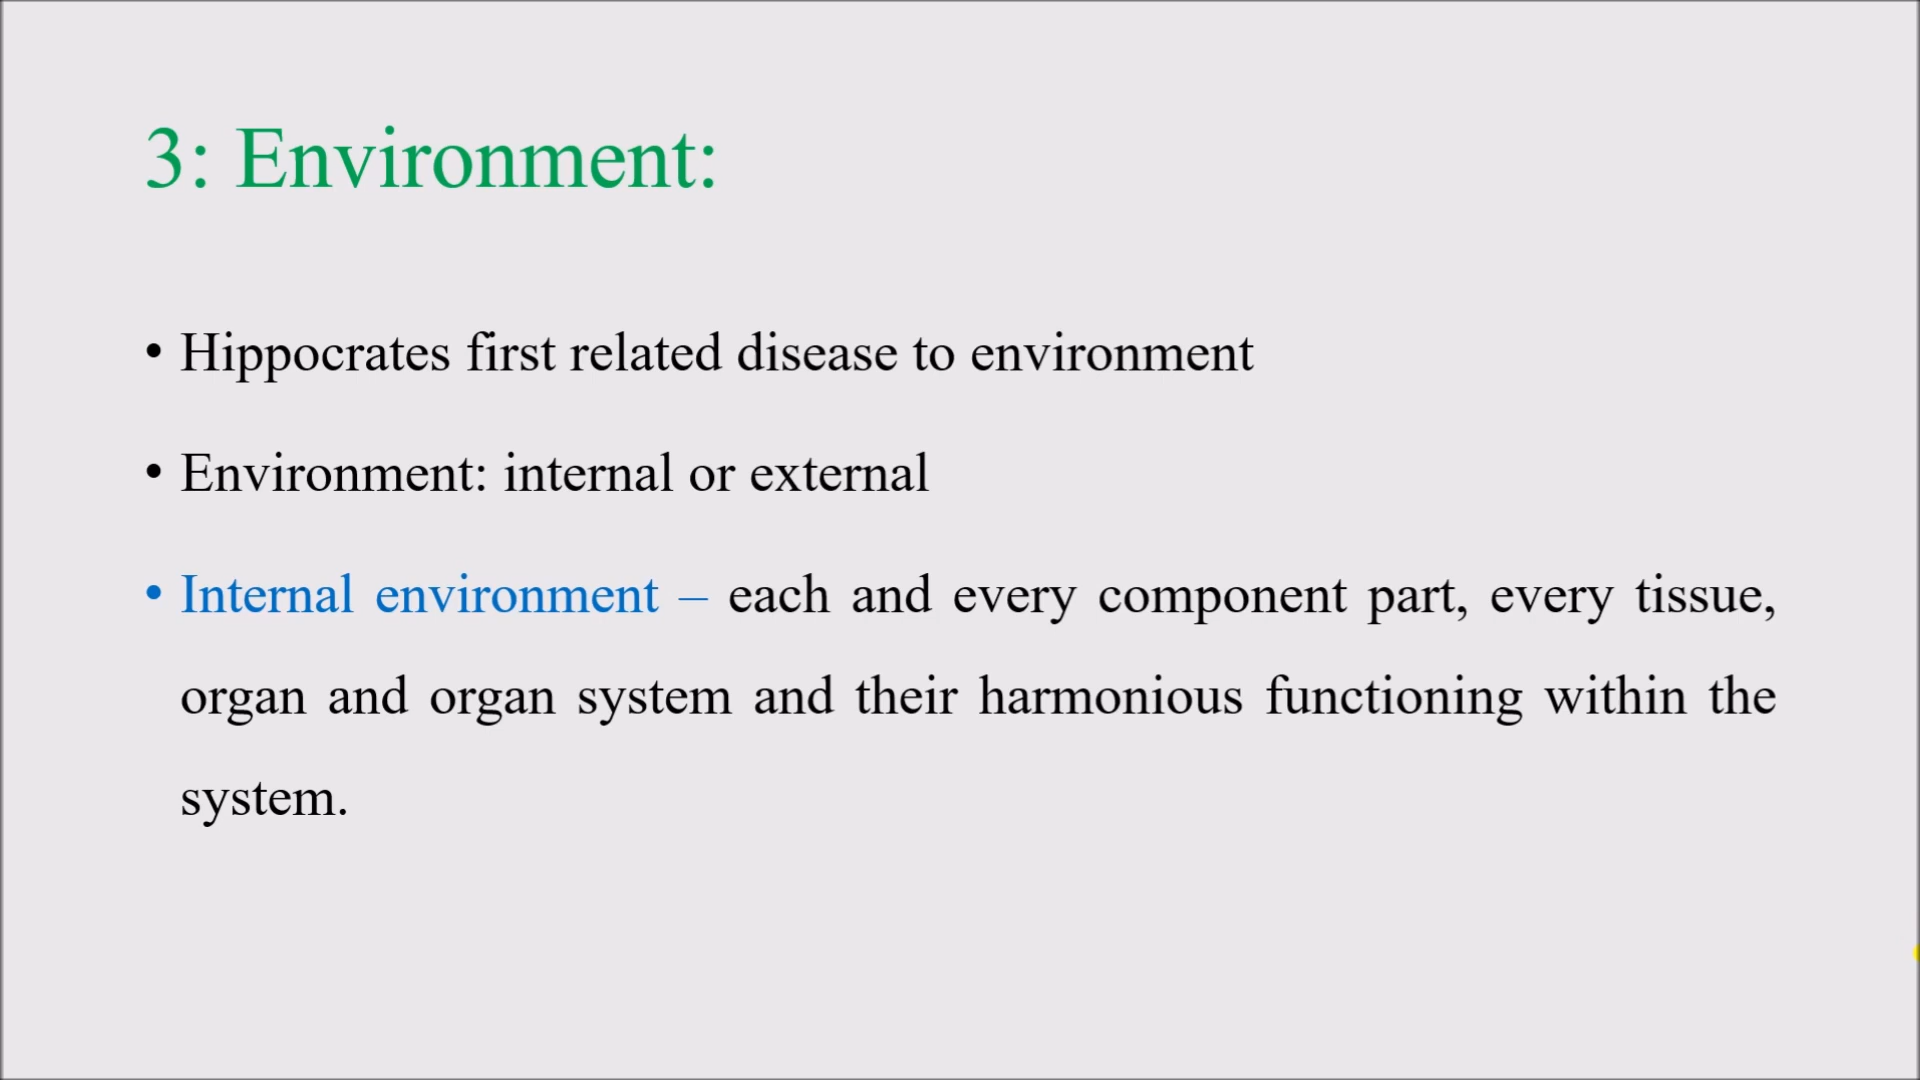 3: Environment:
• Hippocrates first related disease to environment
• Environment: internal or external
• Internal environment – each and every component part, every tissue,
organ and organ system and their harmonious functioning within the
system.